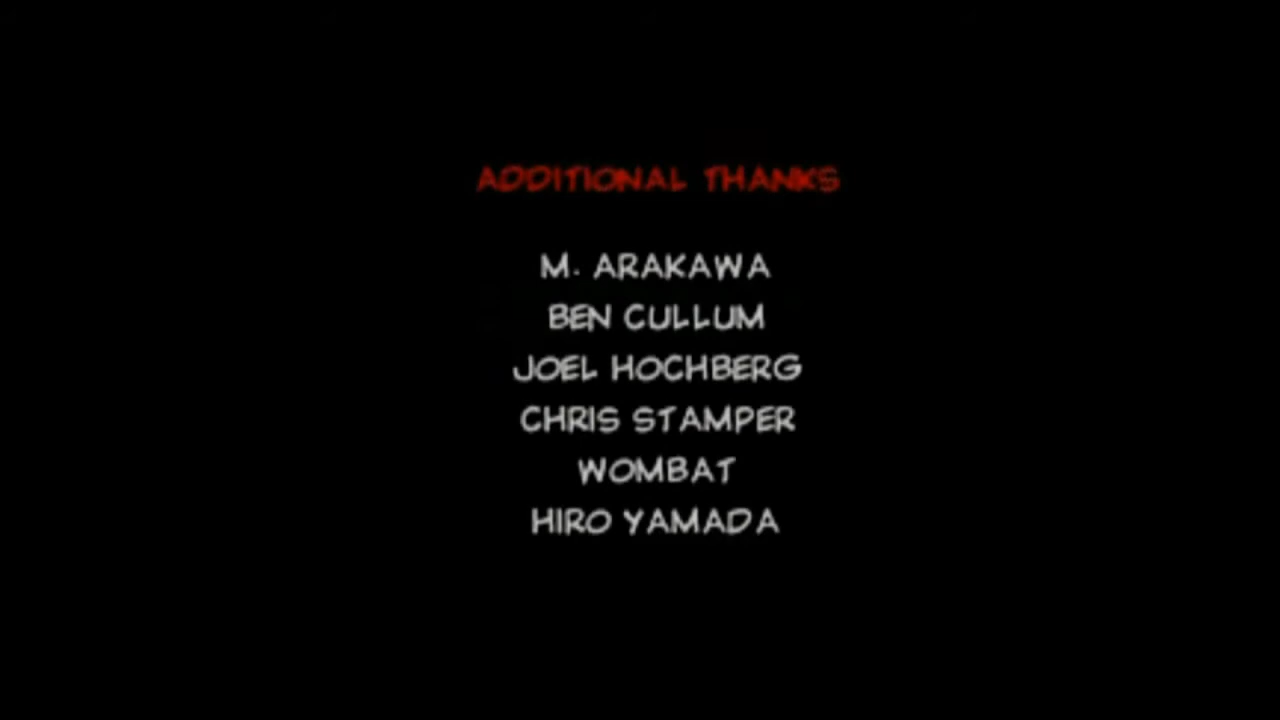 ADDITIONAL THANKS
M. ARAKAWA
BEN CULLUM
JOEL HOCHBERG
CHRIS STAMPER
WOMBAT
HIRO YAMADA